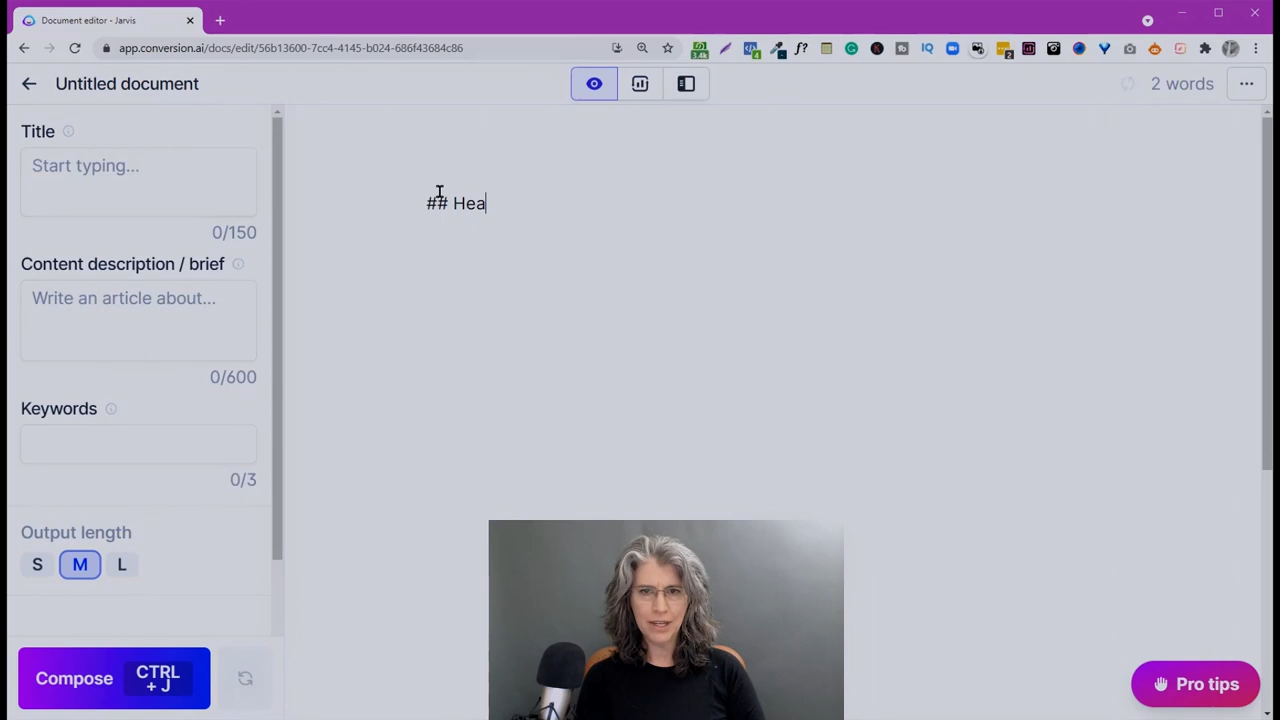 Document editor - Jarvis
app.conversion.ai/docs/edit/56b13600-7cc4-4145-b024-686f43684c86
Untitled document
2 words
Title
Start typing...
0/150
## Hea
Content description / brief
Write an article about...
0/600
Keywords
0/3
Output length
S M L
Compose CTRL + J
Pro tips